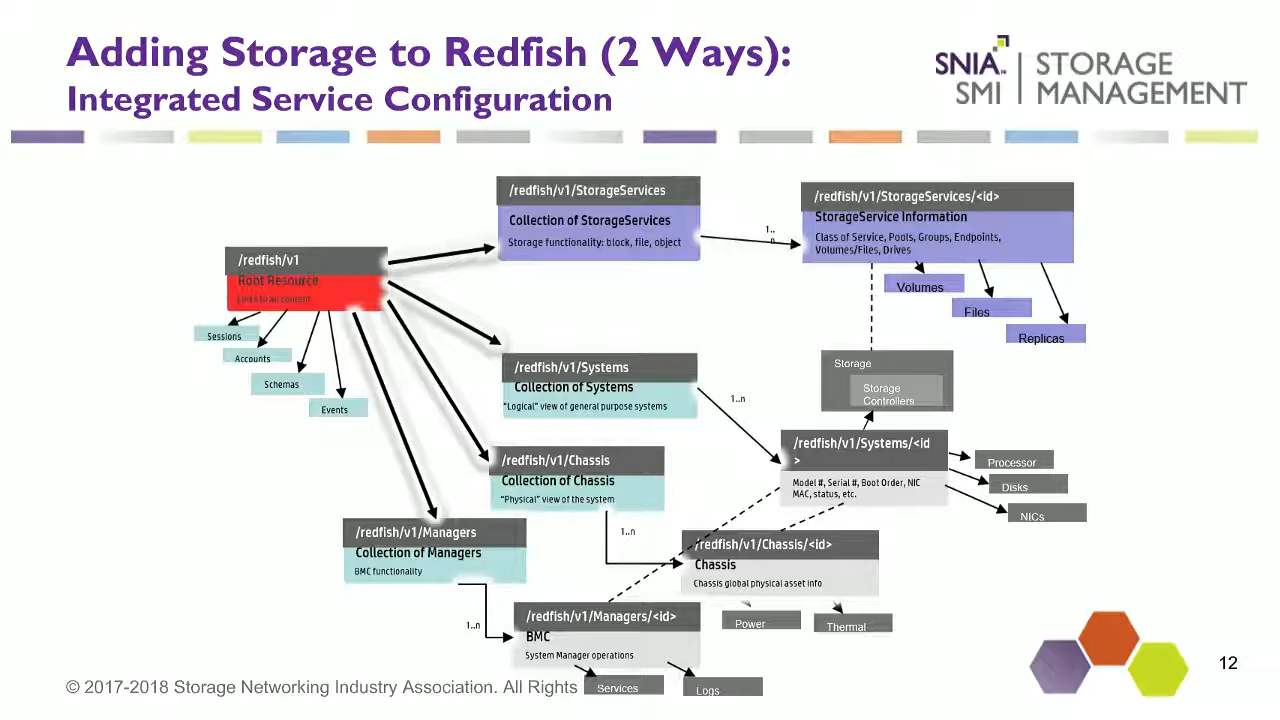 Adding Storage to Redfish (2 Ways):
Integrated Service Configuration
SNIA™ STORAGE
SMI MANAGEMENT
/redfish/v1/StorageServices
Collection of StorageServices
Storage functionality: block, file, object
1..
n
/redfish/v1/StorageServices/<id>
StorageService Information
Class of Service, Pools, Groups, Endpoints,
Volumes/Files, Drives
Volumes
Files
Replicas
/redfish/v1
Root Resource
Links to all content
Sessions
Accounts
Schemas
Events
/redfish/v1/Systems
Collection of Systems
"Logical" view of general purpose systems
1..n
Storage
Storage
Controllers
/redfish/v1/Systems/<id
>
Model #, Serial #, Boot Order, NIC
MAC, status, etc.
Processor
Disks
NICs
/redfish/v1/Chassis
Collection of Chassis
"Physical" view of the system
1..n
/redfish/v1/Chassis/<id>
Chassis
Chassis global physical asset info
Power
Thermal
/redfish/v1/Managers
Collection of Managers
BMC functionality
1..n
/redfish/v1/Managers/<id>
BMC
System Manager operations
Services
Logs
© 2017-2018 Storage Networking Industry Association. All Rights
12